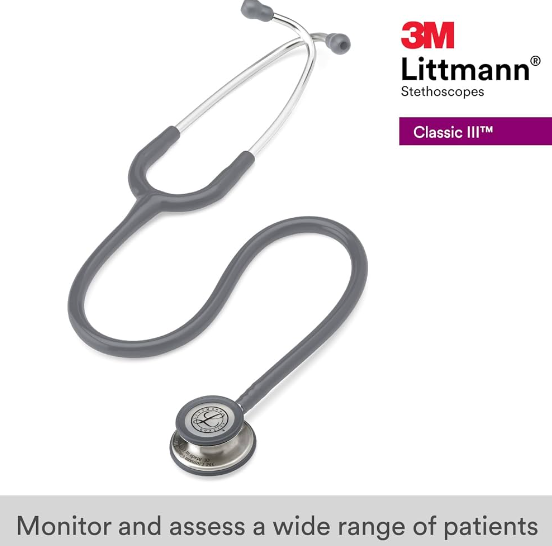 3M
Littmann®
Stethoscopes
Classic III™
Monitor and assess a wide range of patients